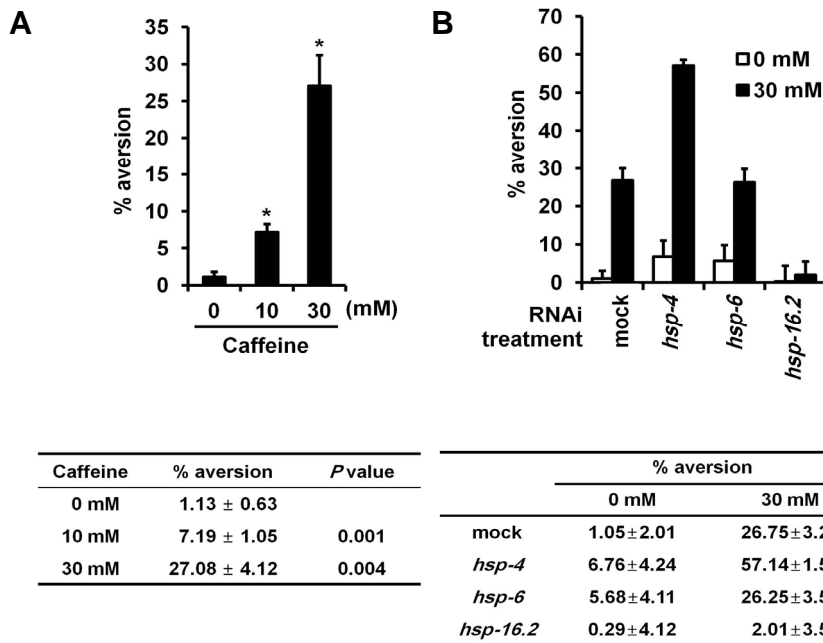 A
35
30
25
20
15
10
5
0
% aversion
*
*
0 10 30 (mM)
Caffeine
B
70
60
50
40
30
20
10
0
% aversion
0 mM
30 mM
RNAi
treatment
mock
hsp-4
hsp-6
hsp-16.2
Caffeine % aversion P value
0 mM 1.13 ± 0.63
10 mM 7.19 ± 1.05 0.001
30 mM 27.08 ± 4.12 0.004
% aversion
0 mM 30 mM
mock 1.05±2.01 26.75±3.2
hsp-4 6.76±4.24 57.14±1.5
hsp-6 5.68±4.11 26.25±3.5
hsp-16.2 0.29±4.12 2.01±3.5